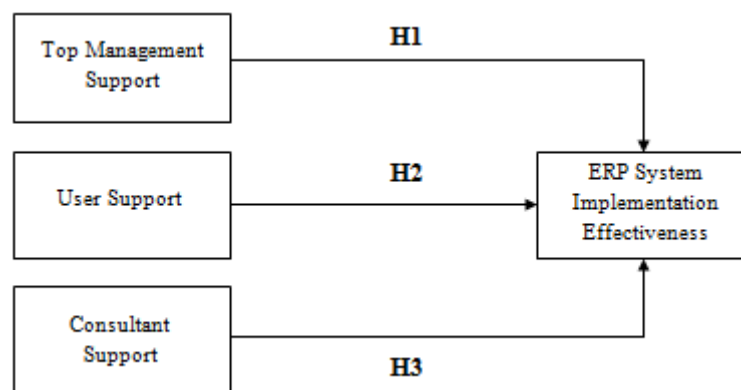 Top Management
Support
H1
User Support
H2
ERP System
Implementation
Effectiveness
Consultant
Support
H3